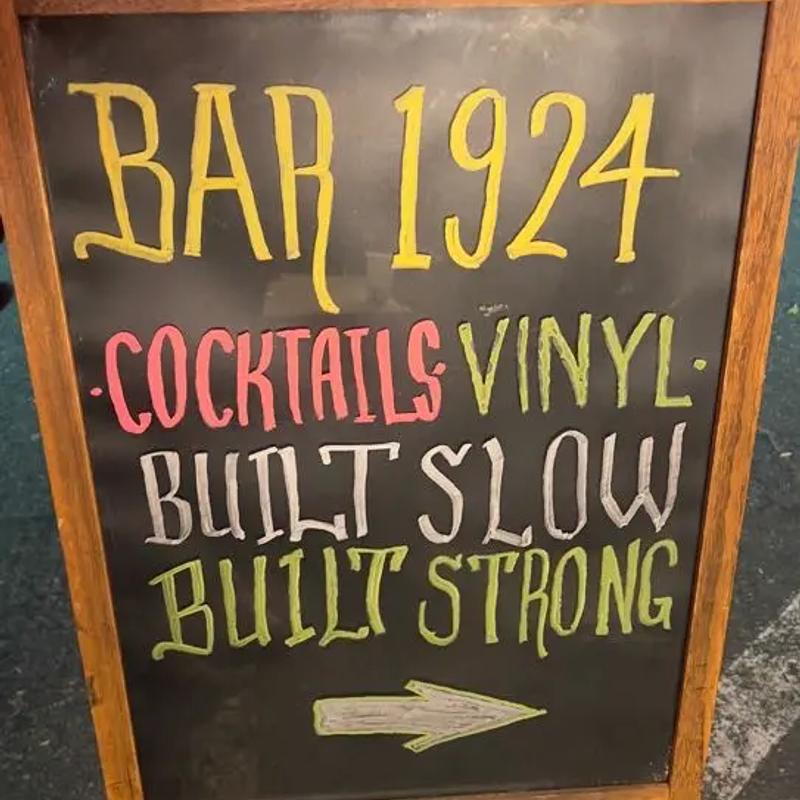 BAR 1924
·COCKTAILS·VINYL·
BUILT SLOW
BUILT STRONG